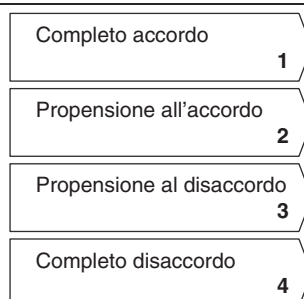 Completo accordo
1
Propensione all'accordo
2
Propensione al disaccordo
3
Completo disaccordo
4